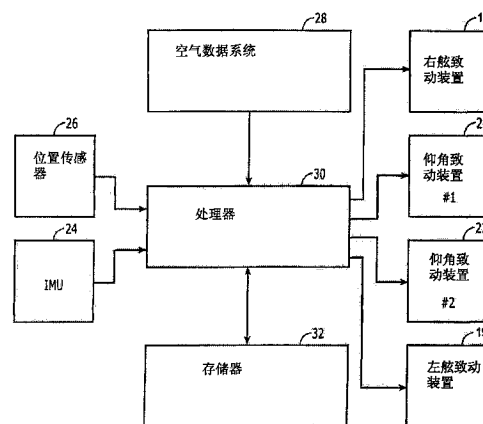 28
空气数据系统
右舷致
动装置
26
位置传感
器
30
处理器
仰角致
动装置
#1
24
IMU
仰角致
动装置
#2
32
存储器
左舷致动
装置